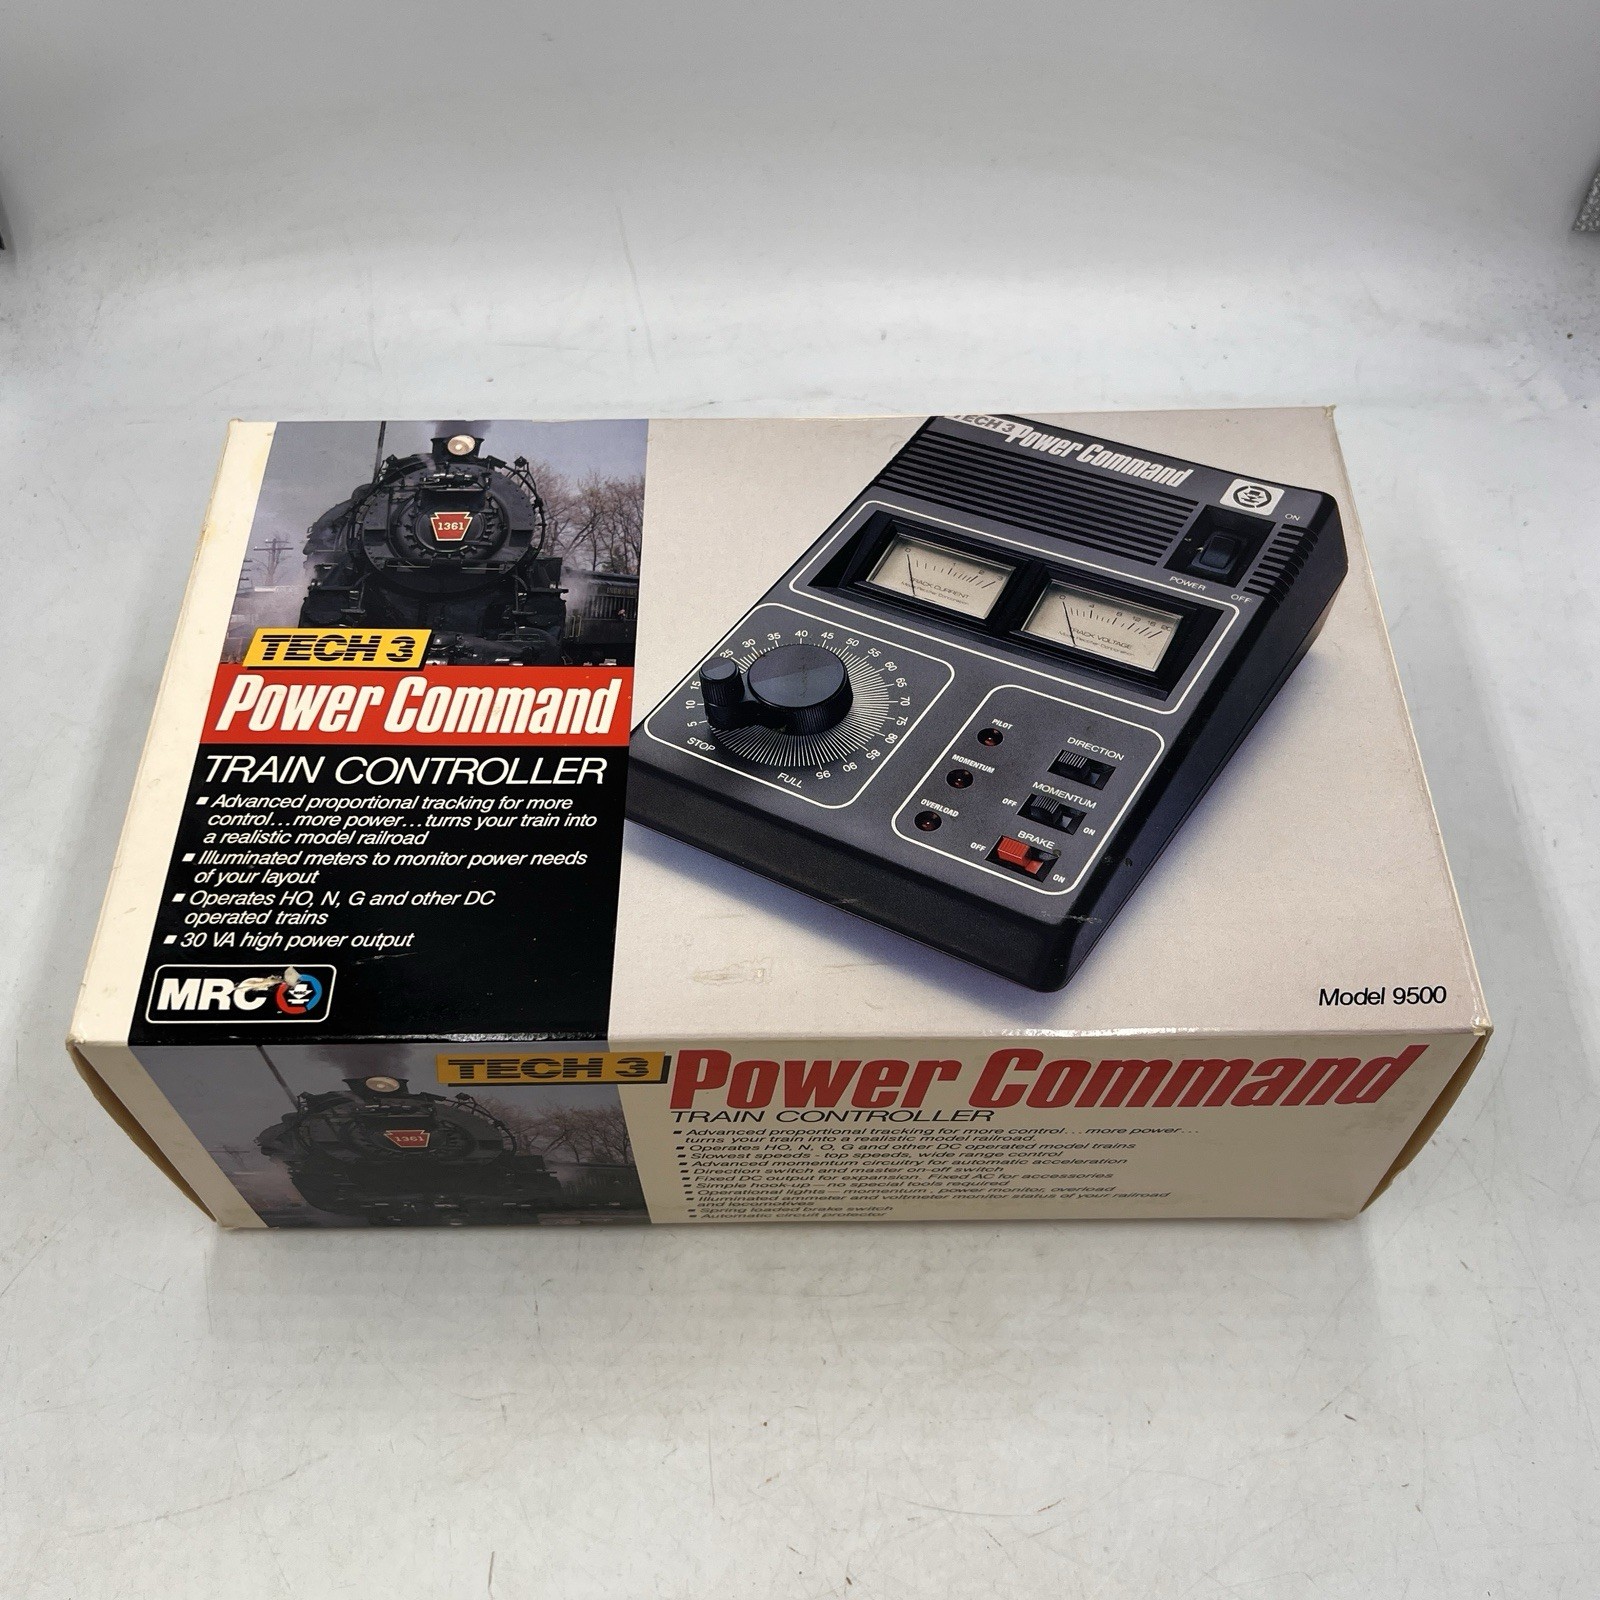 1361
TECH 3
Power Command
TRAIN CONTROLLER
▪ Advanced proportional tracking for more
control...more power...turns your train into
a realistic model railroad
▪ Illuminated meters to monitor power needs
of your layout
▪ Operates HO, N, G and other DC
operated trains
▪ 30 VA high power output
MRC
TECH 3 Power Command
ON
POWER
OFF
0 1 2 3
TRACK CURRENT
0 4 8 12 16 20
TRACK VOLTAGE
STOP 5 10 15 25 30 35 40 45 50 55 60 65 70 75 80 85 90 95 FULL
PILOT
MOMENTUM
OVERLOAD
DIRECTION
MOMENTUM
OFF
ON
BRAKE
OFF
ON
Model 9500
1361
TECH 3 Power Command
TRAIN CONTROLLER
▪ Advanced proportional tracking for more control...more power...
turns your train into a realistic model railroad
▪ Operates HO, N, O, G and other DC operated model trains
▪ Slowest speeds - top speeds, wide range control
▪ Advanced momentum circuitry for automatic acceleration
▪ Direction switch and master on-off switch
▪ Fixed DC output for expansion. Fixed AC for accessories
▪ Simple hook-up—no special tools required
▪ Operational lights—momentum, power monitor, overload
▪ Illuminated ammeter and voltmeter monitor status of your railroad
and locomotives
▪ Spring loaded brake switch
▪ Automatic circuit protector